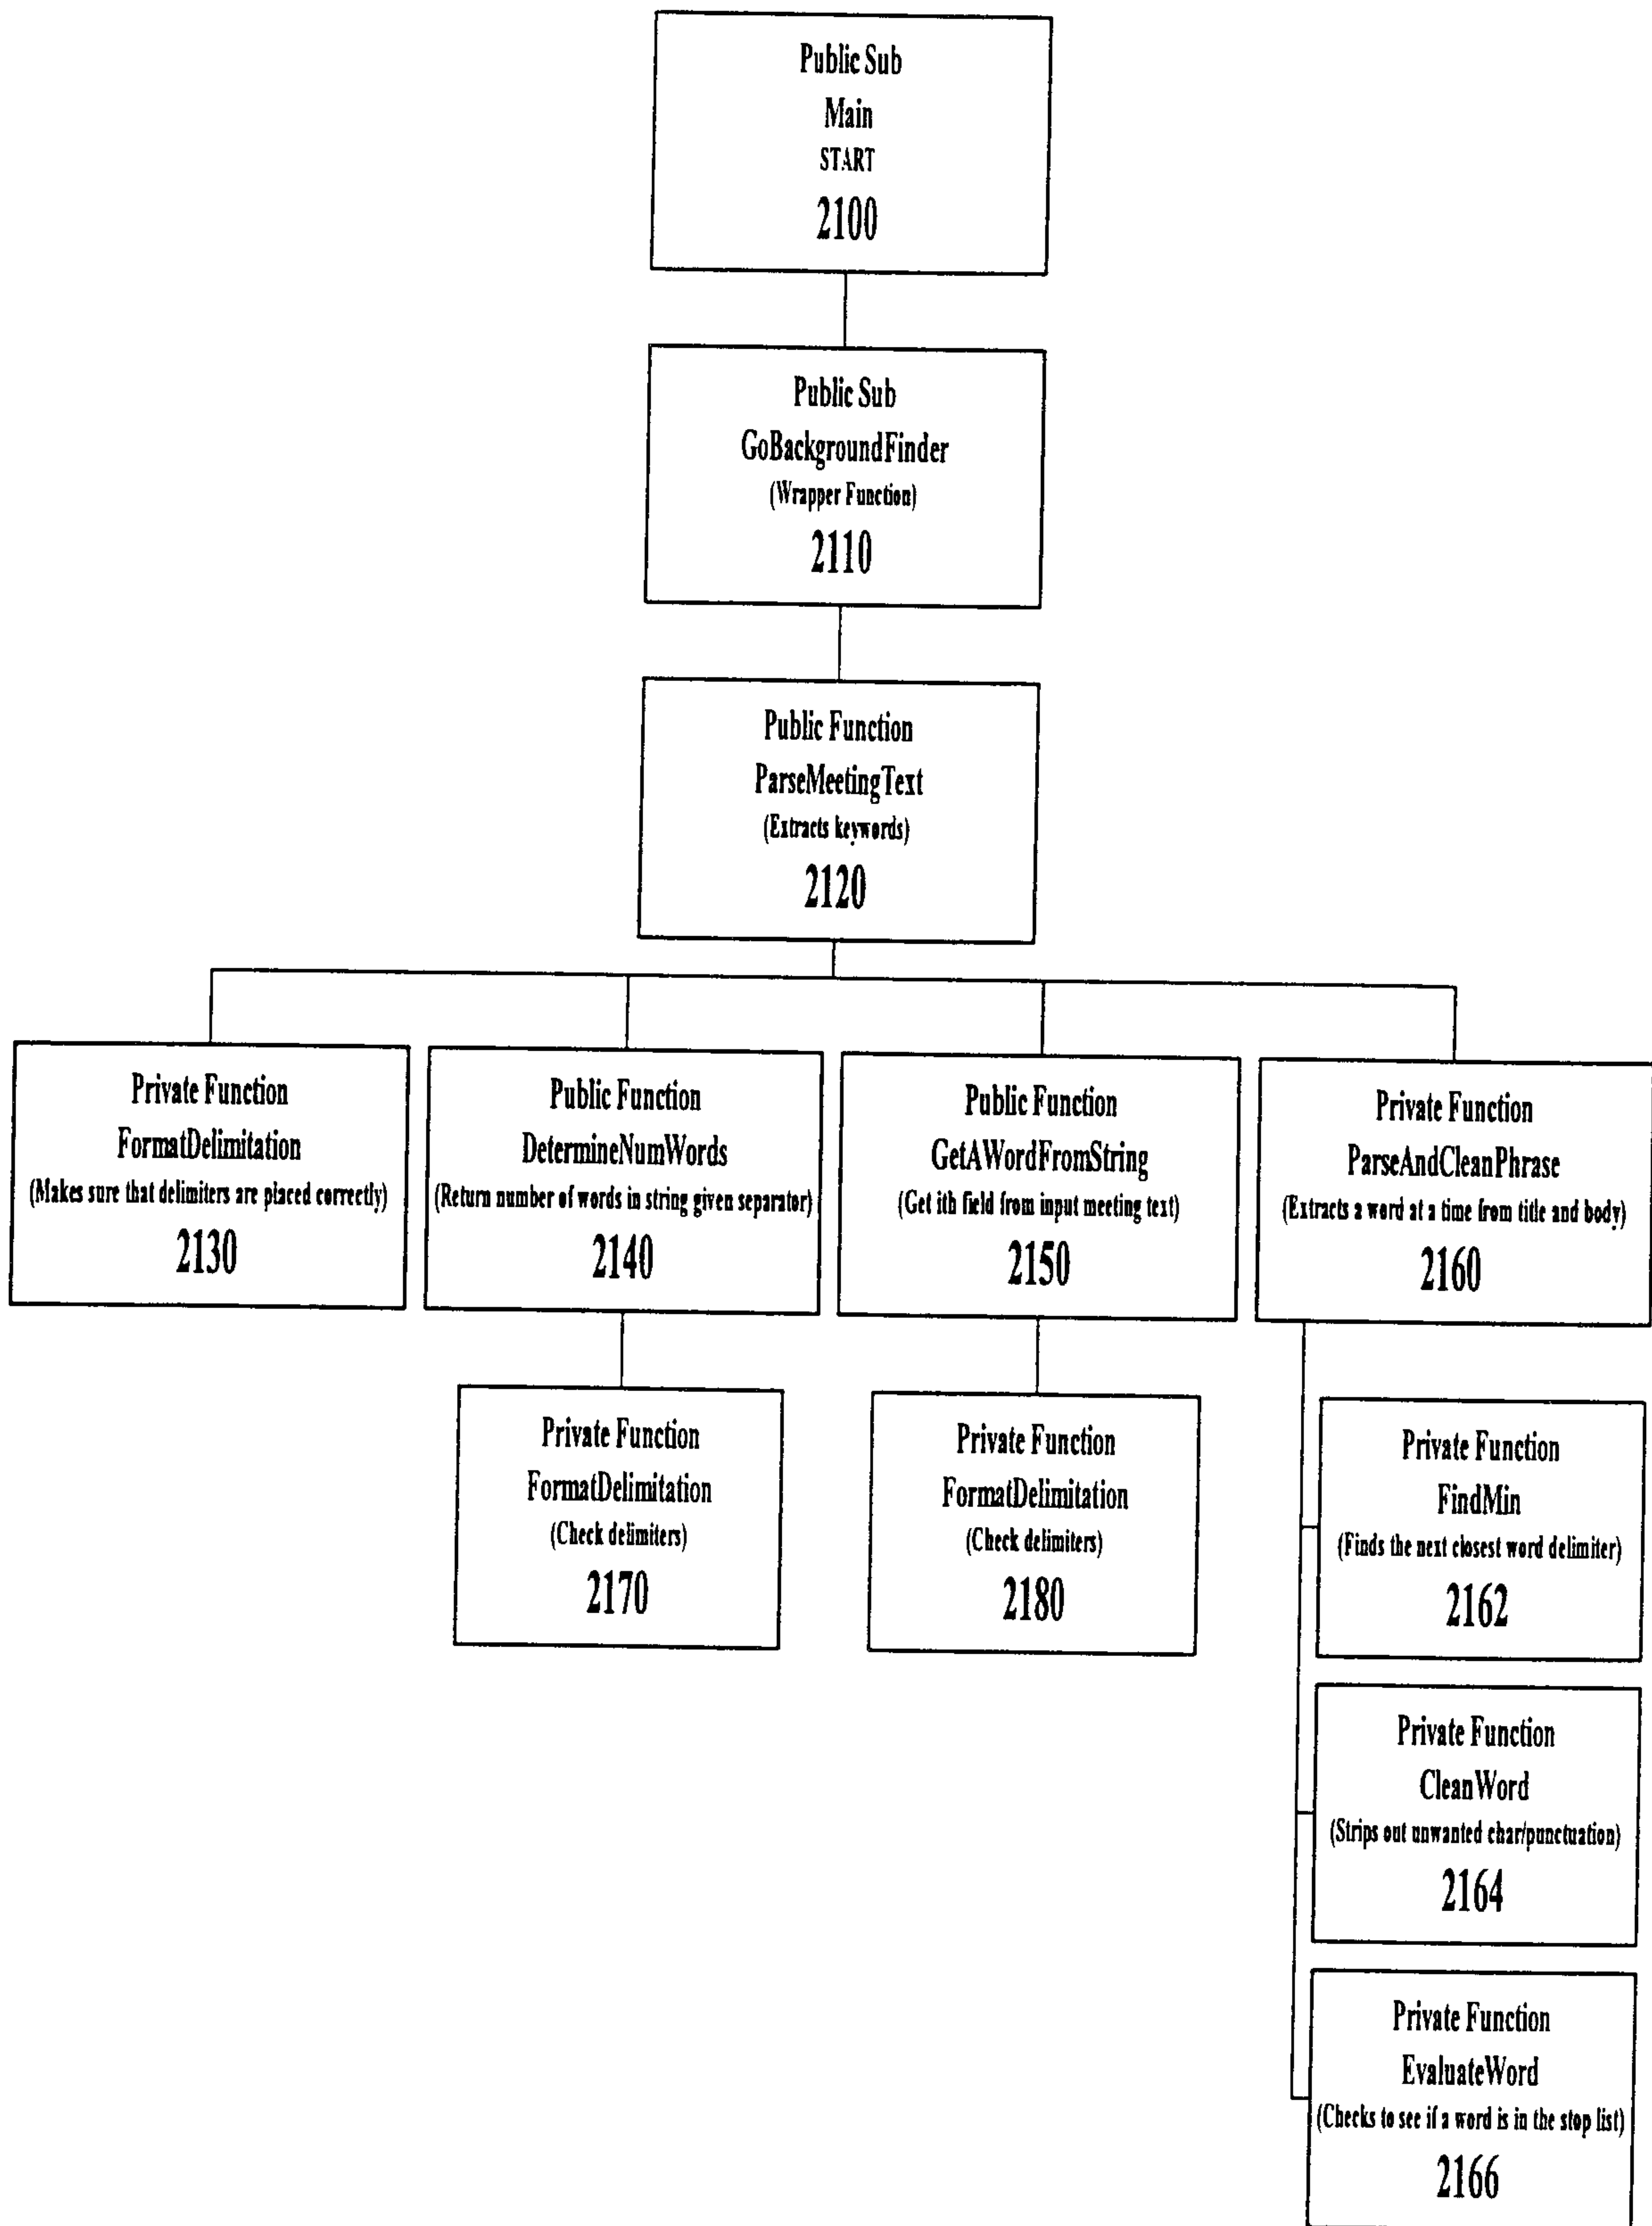 Public Sub
Main
START
2100
Public Sub
GoBackgroundFinder
(Wrapper Function)
2110
Public Function
ParseMeetingText
(Extracts keywords)
2120
Private Function
FormatDelimitation
(Makes sure that delimiters are placed correctly)
2130
Public Function
DetermineNumWords
(Return number of words in string given separator)
2140
Public Function
GetAWordFromString
(Get ith field from input meeting text)
2150
Private Function
ParseAndCleanPhrase
(Extracts a word at a time from title and body)
2160
Private Function
FormatDelimitation
(Check delimiters)
2170
Private Function
FormatDelimitation
(Check delimiters)
2180
Private Function
FindMin
(Finds the next closest word delimiter)
2162
Private Function
CleanWord
(Strips out unwanted char/punctuation)
2164
Private Function
EvaluateWord
(Checks to see if a word is in the stop list)
2166